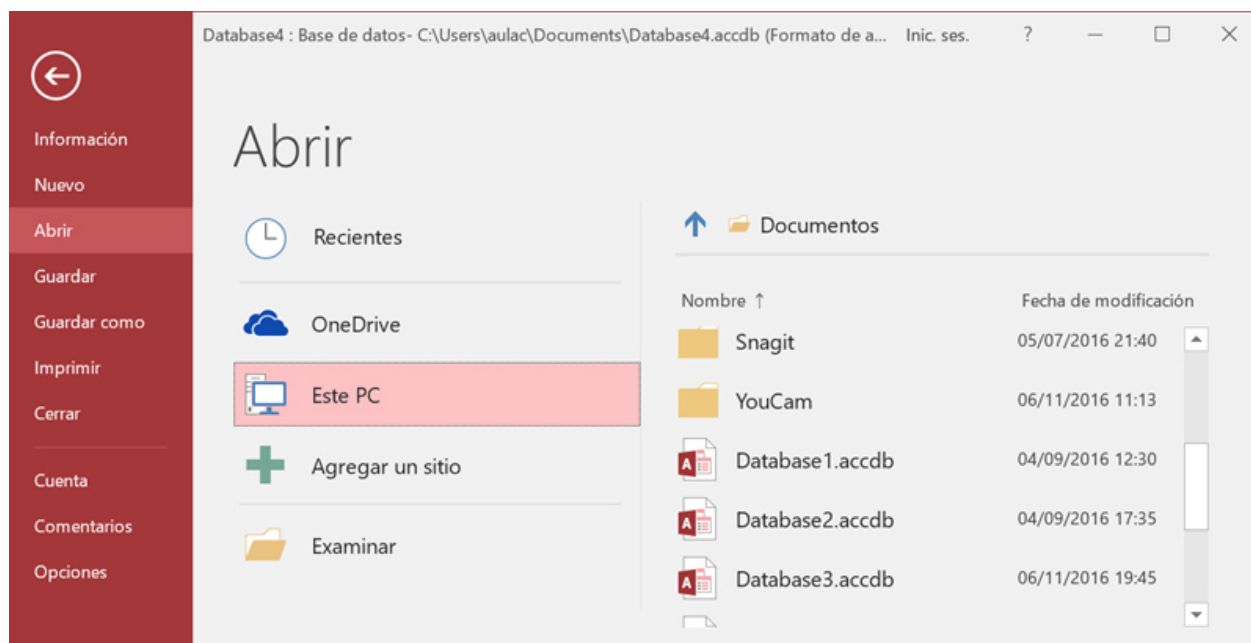 Database4 : Base de datos- C:\Users\aulac\Documents\Database4.accdb (Formato de a... Inic. ses. ?
Información
Nuevo
Abrir
Guardar
Guardar como
Imprimir
Cerrar
Cuenta
Comentarios
Opciones
Abrir
Recientes
OneDrive
Este PC
Agregar un sitio
Examinar
Documentos
Nombre ↑ Fecha de modificación
Snagit 05/07/2016 21:40
YouCam 06/11/2016 11:13
Database1.accdb 04/09/2016 12:30
Database2.accdb 04/09/2016 17:35
Database3.accdb 06/11/2016 19:45